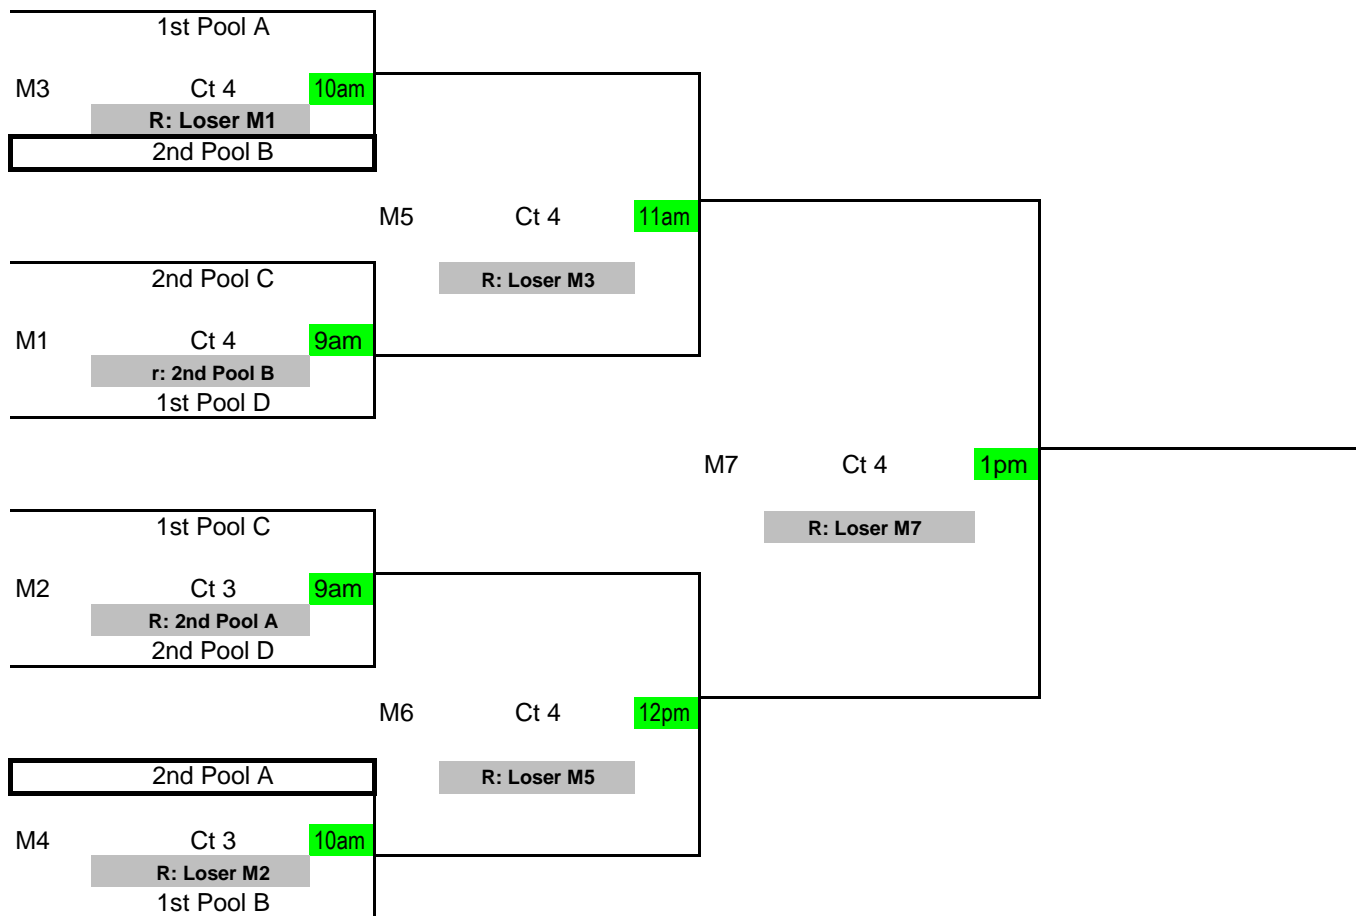 1st Pool A
M3 Ct 4 10am
R: Loser M1
2nd Pool B
M5 Ct 4 11am
2nd Pool C
R: Loser M3
M1 Ct 4 9am
r: 2nd Pool B
1st Pool D
M7 Ct 4 1pm
1st Pool C
R: Loser M7
M2 Ct 3 9am
R: 2nd Pool A
2nd Pool D
M6 Ct 4 12pm
2nd Pool A
R: Loser M5
M4 Ct 3 10am
R: Loser M2
1st Pool B